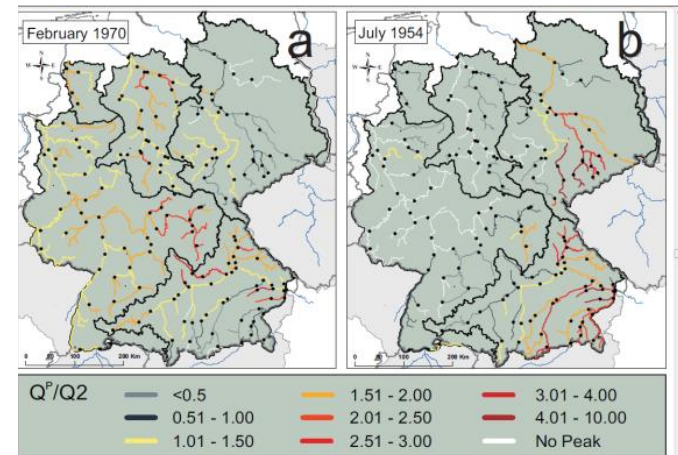 February 1970
a
N
W E
S
0 50 100 200 Km
July 1954
b
N
W E
S
0 50 100 200 Km
Qᴾ/Q2
<0.5
0.51 - 1.00
1.01 - 1.50
1.51 - 2.00
2.01 - 2.50
2.51 - 3.00
3.01 - 4.00
4.01 - 10.00
No Peak